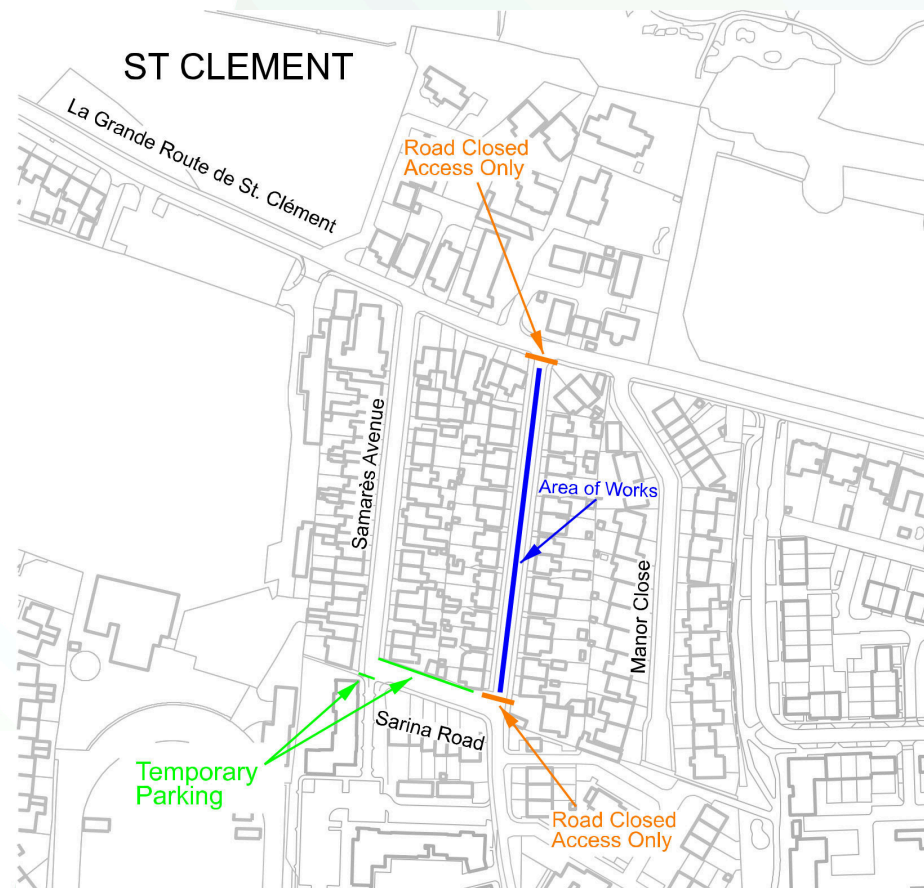 ST CLEMENT
La Grande Route de St. Clément
Road Closed
Access Only
Samarès Avenue
Area of Works
Manor Close
Sarina Road
Temporary
Parking
Road Closed
Access Only